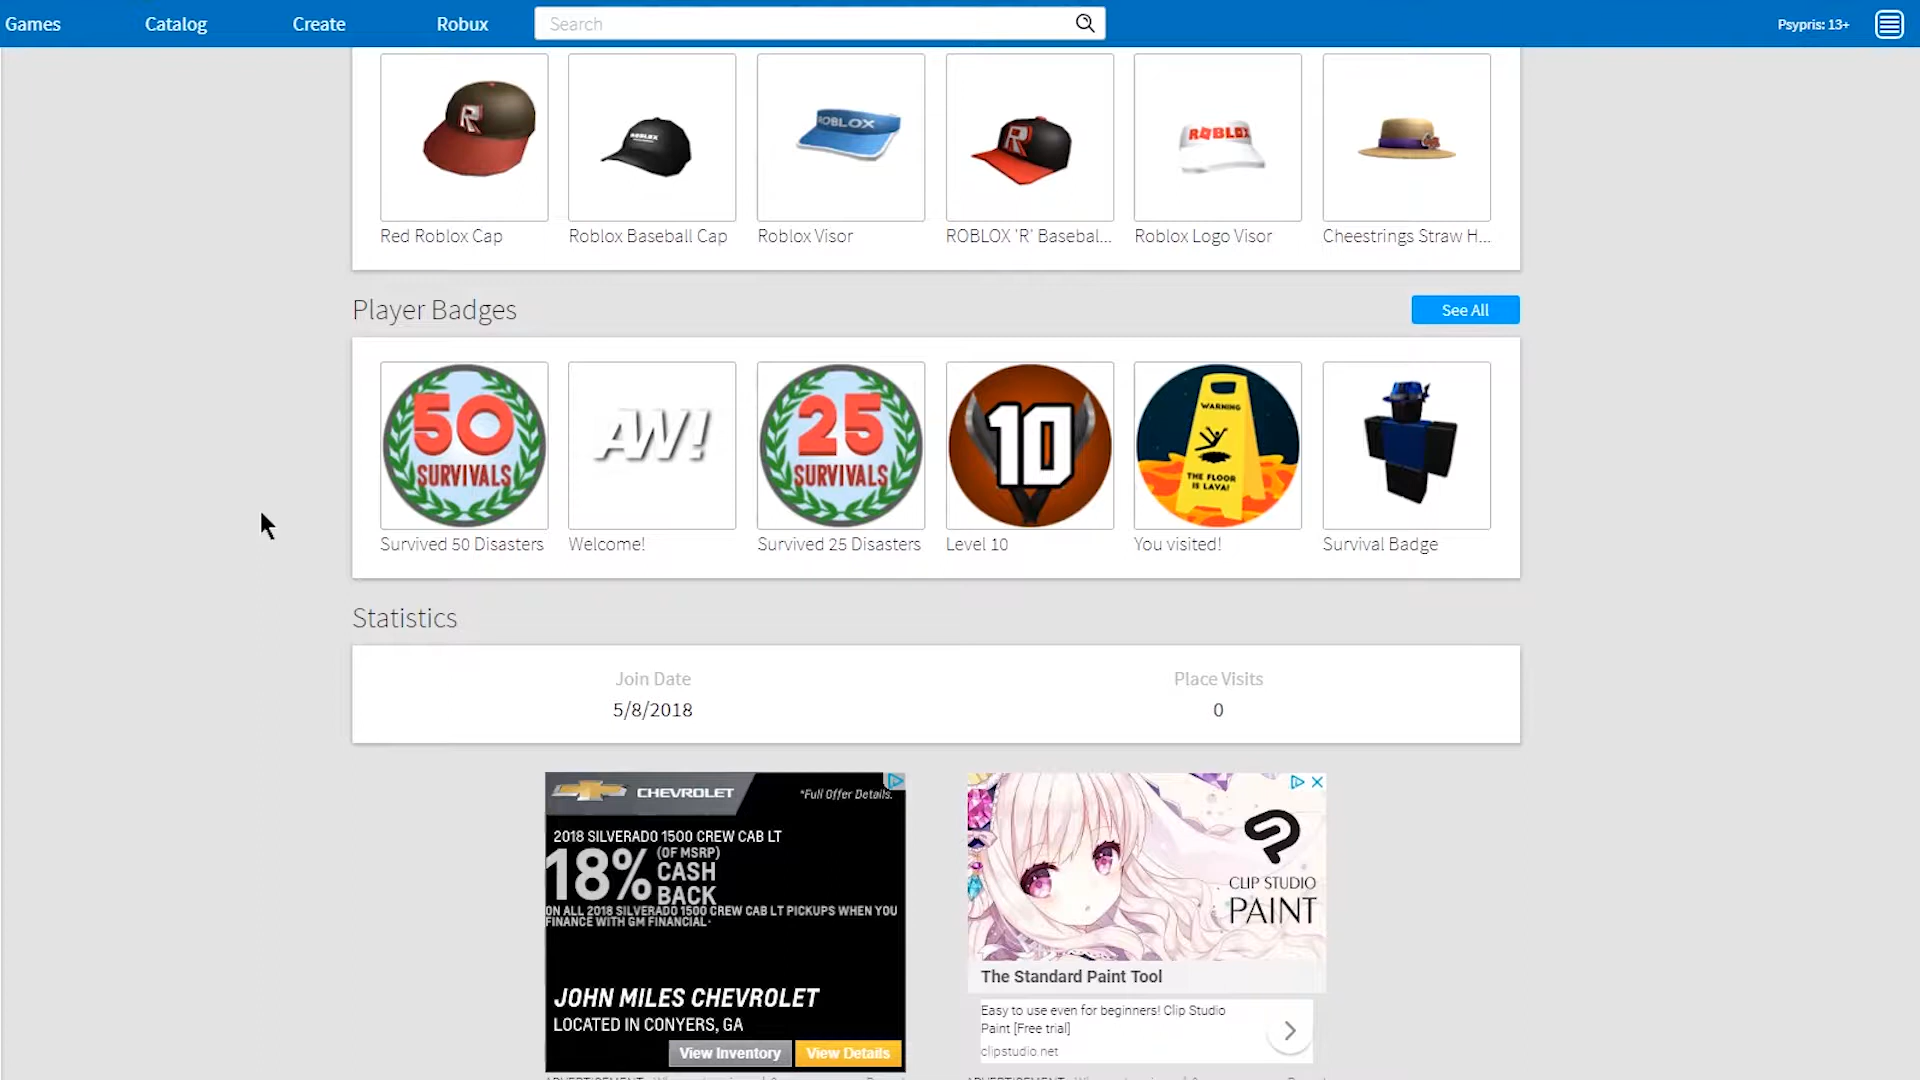 Games Catalog Create Robux Search Psypris: 13+
R ROBLOX ROBLOX R ROBLOX
Red Roblox Cap Roblox Baseball Cap Roblox Visor ROBLOX 'R' Basebal... Roblox Logo Visor Cheestrings Straw H...
Player Badges See All
50 SURVIVALS
AW!
25 SURVIVALS
10
WARNING
THE FLOOR
IS LAVA!
Survived 50 Disasters Welcome! Survived 25 Disasters Level 10 You visited! Survival Badge
Statistics
Join Date Place Visits
5/8/2018 0
CHEVROLET *Full Offer Details.
2018 SILVERADO 1500 CREW CAB LT
18% (OF MSRP)
CASH
BACK
ON ALL 2018 SILVERADO 1500 CREW CAB LT PICKUPS WHEN YOU
FINANCE WITH GM FINANCIAL
JOHN MILES CHEVROLET
LOCATED IN CONYERS, GA
View Inventory View Details
CLIP STUDIO
PAINT
The Standard Paint Tool
Easy to use even for beginners! Clip Studio
Paint [Free trial]
clipstudio.net